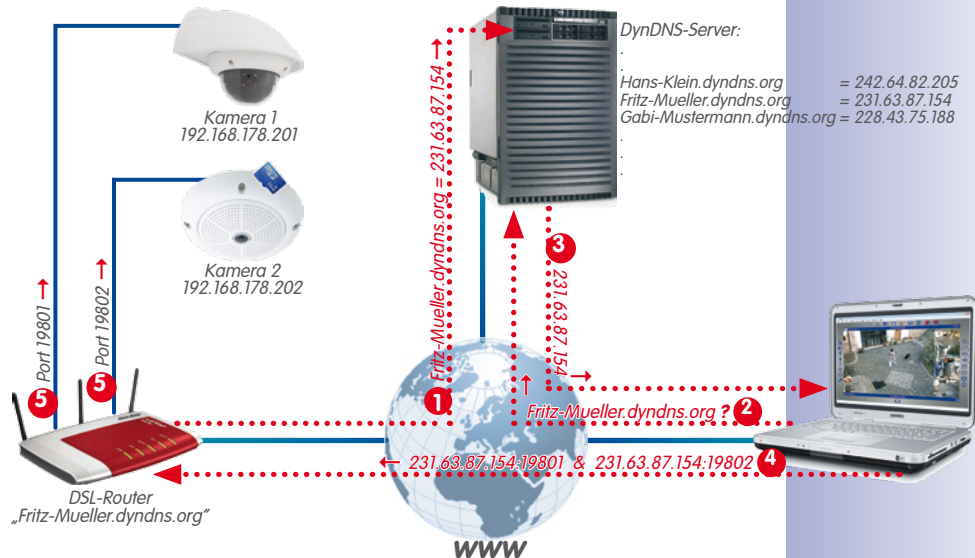 DynDNS-Server:
.
.
Hans-Klein.dyndns.org = 242.64.82.205
Fritz-Mueller.dyndns.org = 231.63.87.154
Gabi-Mustermann.dyndns.org = 228.43.75.188
.
.
.
Kamera 1
192.168.178.201
Kamera 2
192.168.178.202
Port 19801 →
Port 19802 →
5
5
Fritz-Mueller.dyndns.org = 231.63.87.154 →
1
3
231.63.87.154 →
↑
Fritz-Mueller.dyndns.org ? 2
← 231.63.87.154:19801 & 231.63.87.154:19802 4
DSL-Router
„Fritz-Mueller.dyndns.org"
www